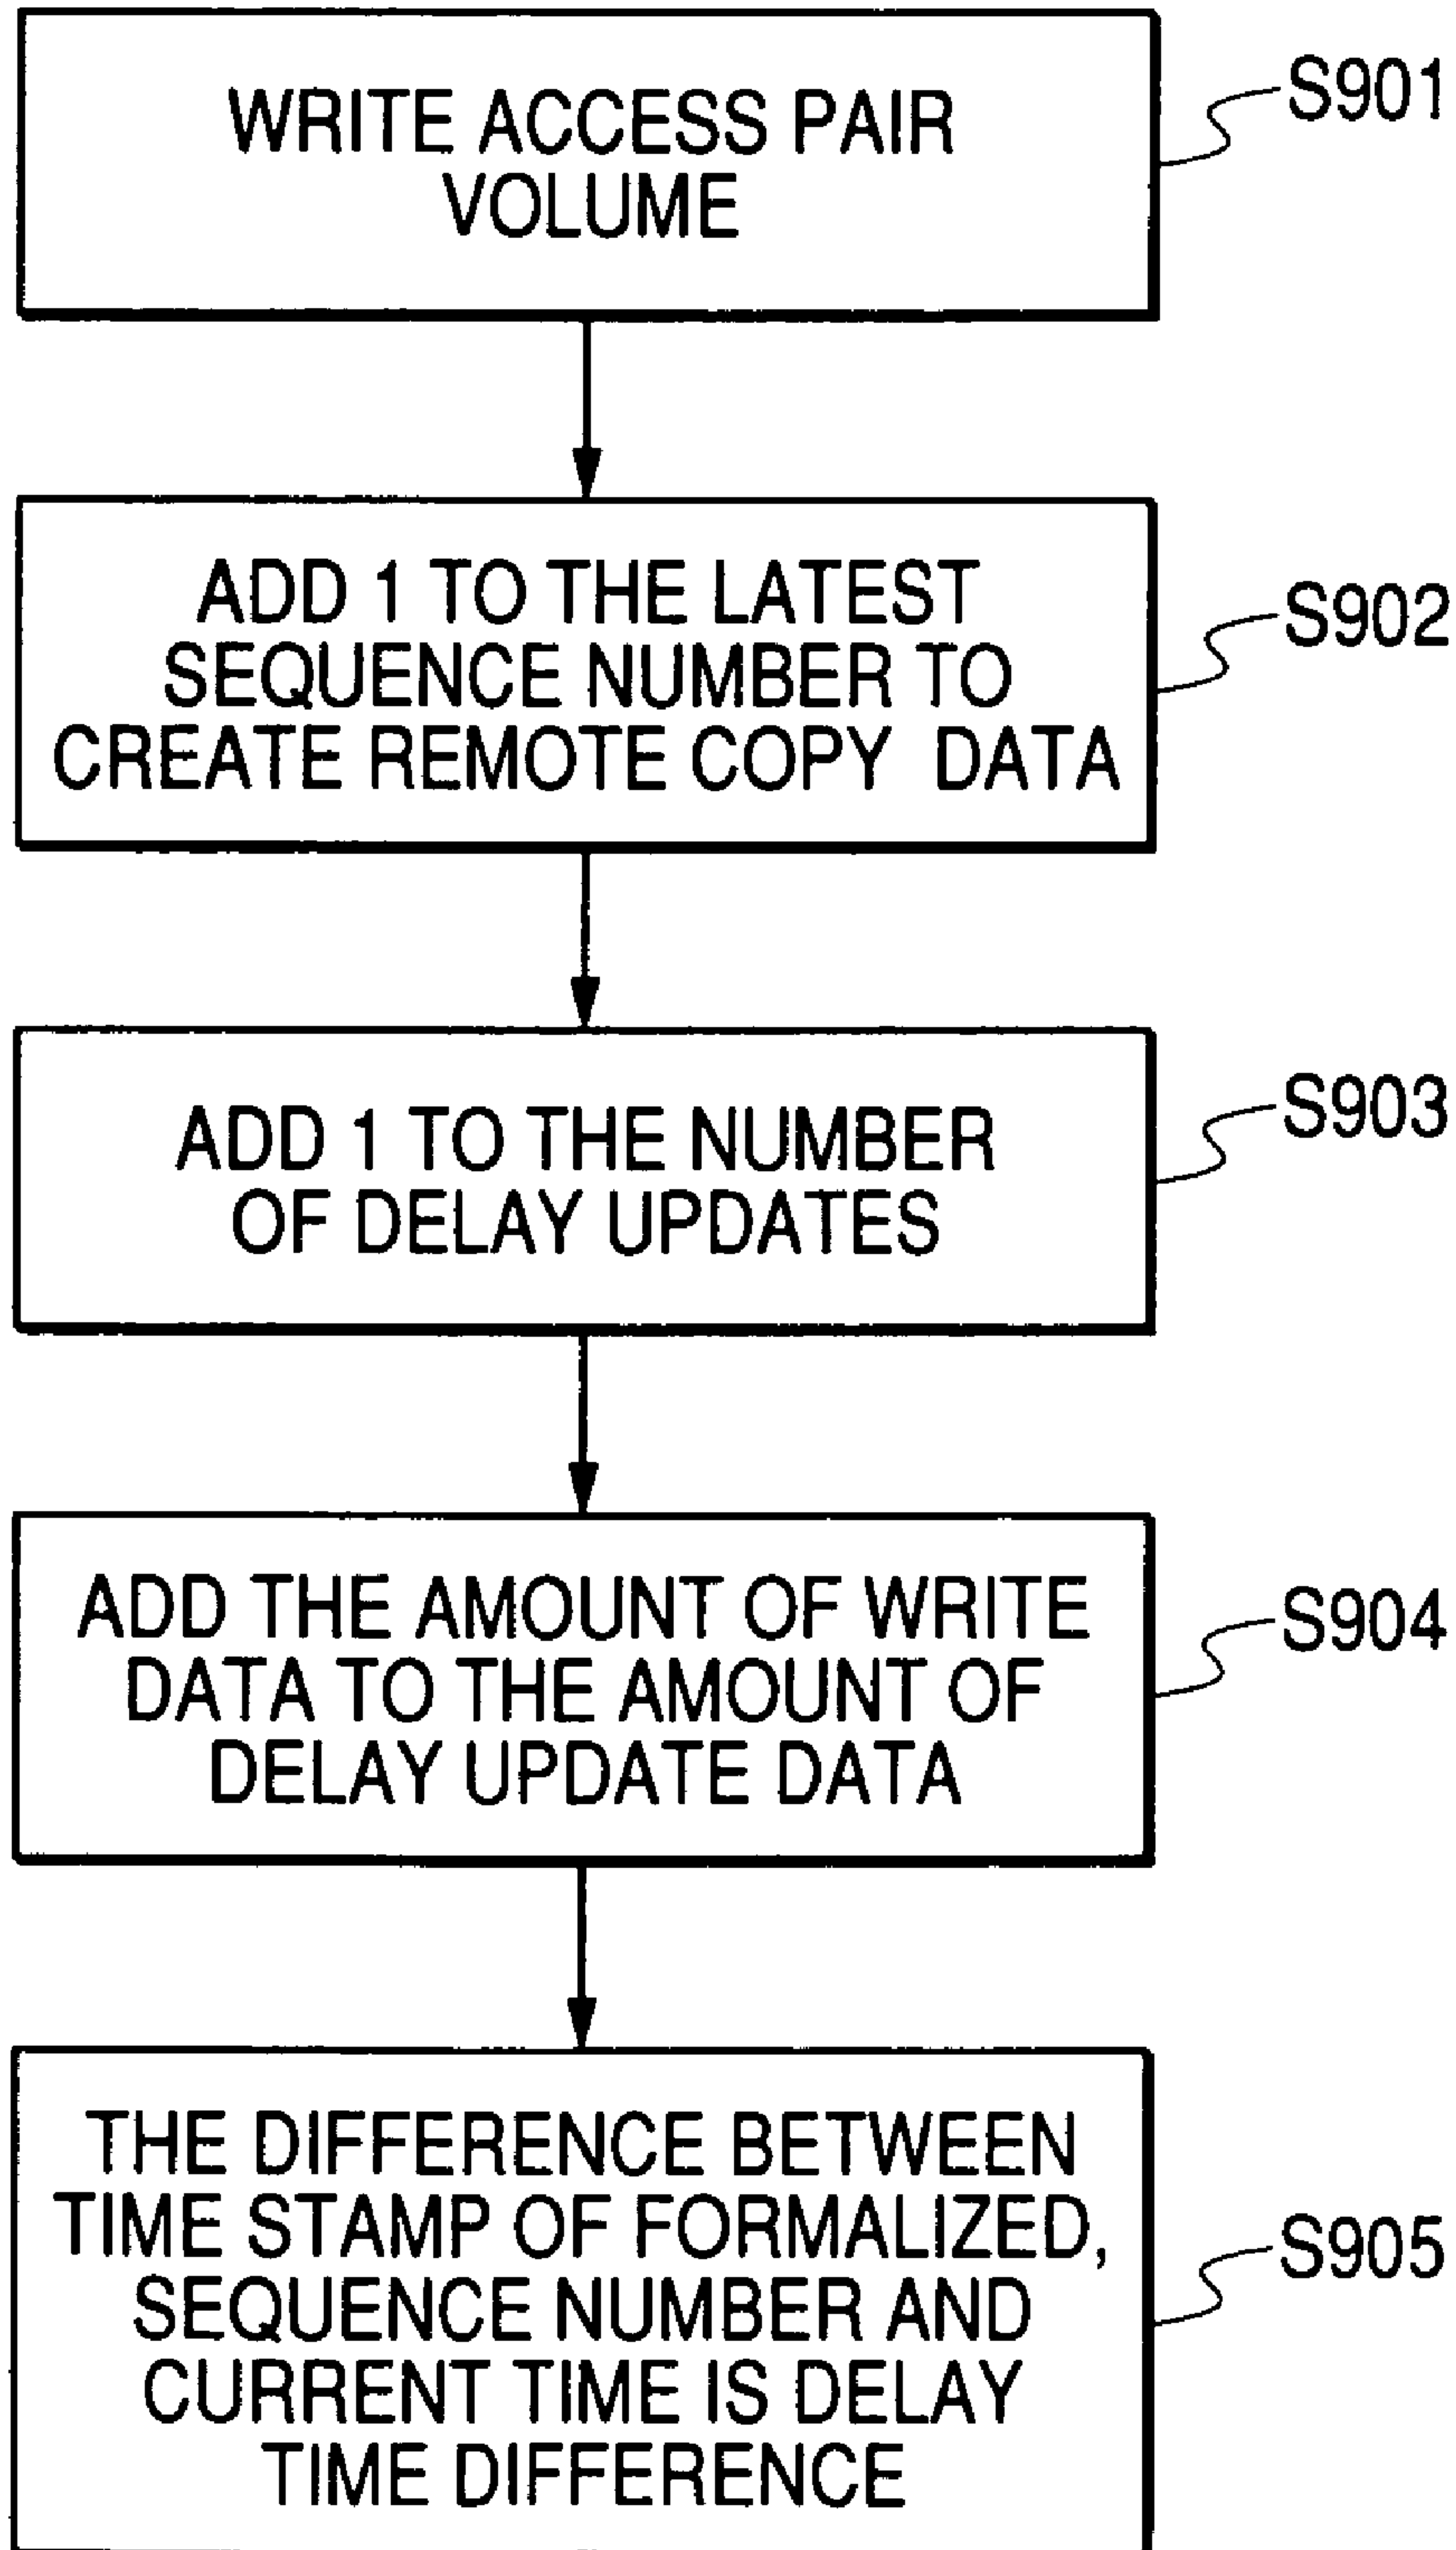 WRITE ACCESS PAIR
VOLUME
S901
ADD 1 TO THE LATEST
SEQUENCE NUMBER TO
CREATE REMOTE COPY DATA
S902
ADD 1 TO THE NUMBER
OF DELAY UPDATES
S903
ADD THE AMOUNT OF WRITE
DATA TO THE AMOUNT OF
DELAY UPDATE DATA
S904
THE DIFFERENCE BETWEEN
TIME STAMP OF FORMALIZED,
SEQUENCE NUMBER AND
CURRENT TIME IS DELAY
TIME DIFFERENCE
S905